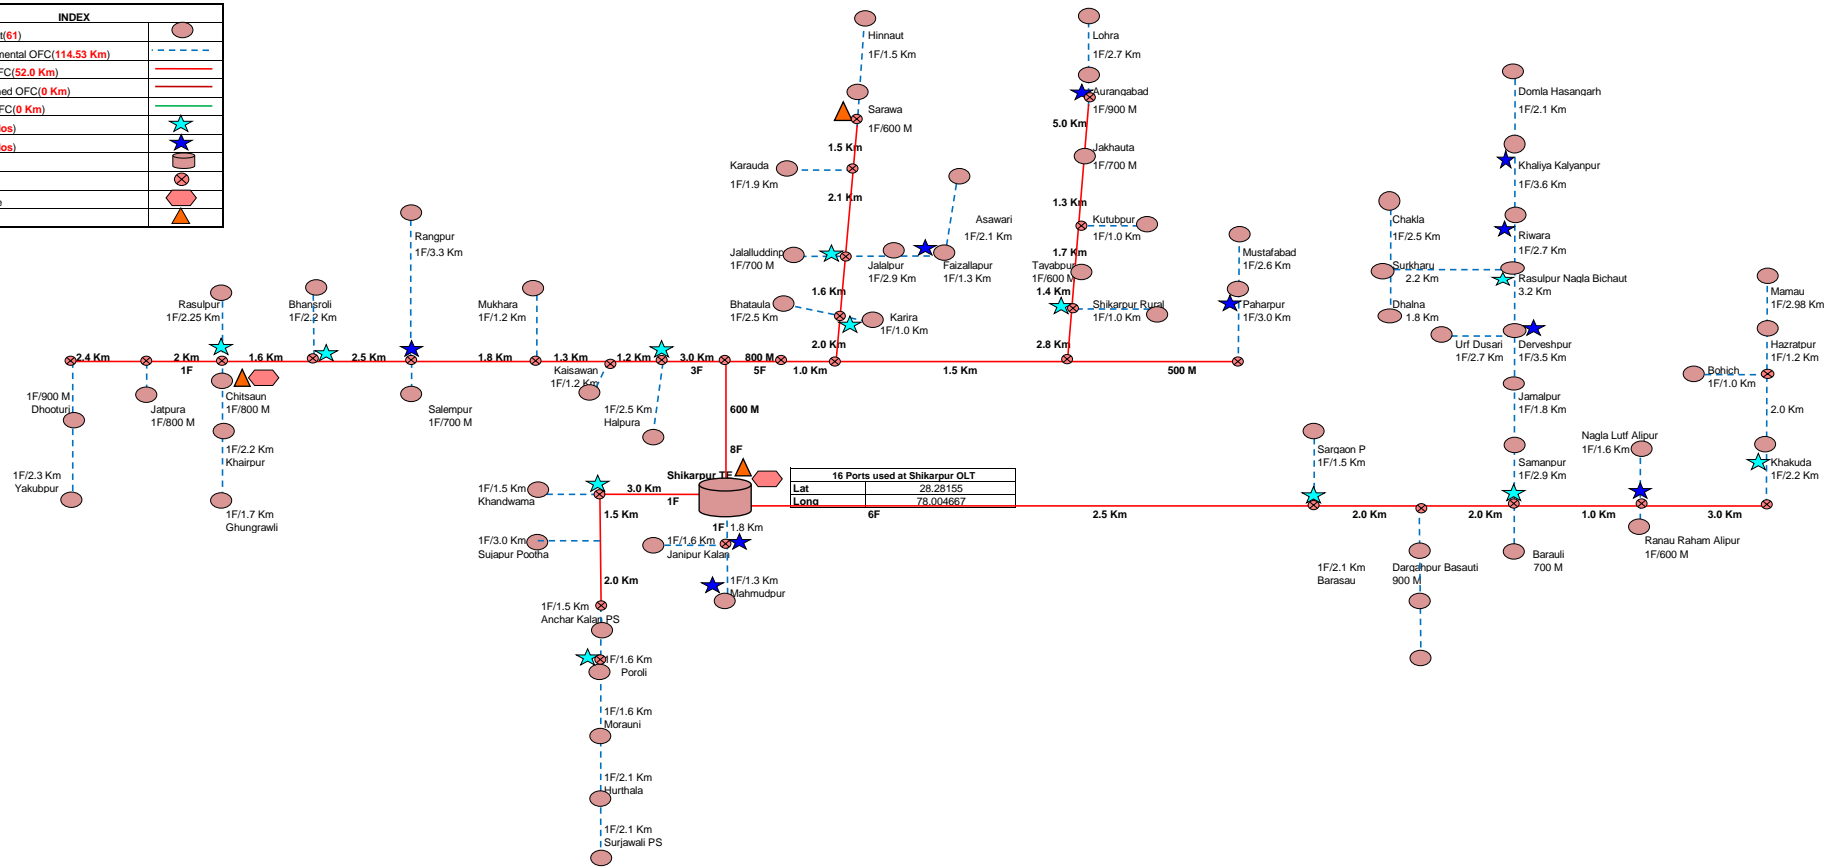 INDEX
t(61)
mental OFC(114.53 Km)
FC(52.0 Km)
ned OFC(0 Km)
FC(0 Km)
los)
los)
e
Hinnaut
1F/1.5 Km
Sarawa
1F/600 M
1.5 Km
Karauda
1F/1.9 Km
2.1 Km
Asawari
1F/2.1 Km
Jalalluddinp
1F/700 M
Jalalpur
1F/2.9 Km
Faizallapur
1F/1.3 Km
1.6 Km
Bhataula
1F/2.5 Km
Karira
1F/1.0 Km
2.0 Km
Lohra
1F/2.7 Km
Aurangabad
1F/900 M
5.0 Km
Jakhauta
1F/700 M
1.3 Km
Kutubpur
1F/1.0 Km
1.7 Km
Tayabpur
1F/600 M
1.4 Km
Shikarpur Rural
1F/1.0 Km
2.8 Km
Mustafabad
1F/2.6 Km
Paharpur
1F/3.0 Km
Domla Hasangarh
1F/2.1 Km
Khaliya Kalyanpur
1F/3.6 Km
Riwara
1F/2.7 Km
Chakla
1F/2.5 Km
Surkharu
2.2 Km
Rasulpur Nagla Bichaut
3.2 Km
Dhalna
1.8 Km
Urf Dusari
1F/2.7 Km
Derveshpur
1F/3.5 Km
Jamalpur
1F/1.8 Km
Samanpur
1F/2.9 Km
Mamau
1F/2.98 Km
Hazratpur
1F/1.2 Km
Bohich
1F/1.0 Km
2.0 Km
Khakuda
1F/2.2 Km
Nagla Lutf Alipur
1F/1.6 Km
Sargaon P
1F/1.5 Km
Rasulpur
1F/2.25 Km
Bhansroli
1F/2.2 Km
Rangpur
1F/3.3 Km
Mukhara
1F/1.2 Km
2.4 Km
2 Km
1F
1.6 Km
2.5 Km
1.8 Km
1.3 Km
1.2 Km
3.0 Km
3F
800 M
5F
1.0 Km
1.5 Km
500 M
1F/900 M
Dhooturi
Jatpura
1F/800 M
Chitsaun
1F/800 M
Salempur
1F/700 M
Kaisawan
1F/1.2 Km
1F/2.5 Km
Halpura
600 M
8F
1F/2.2 Km
Khairpur
1F/2.3 Km
Yakubpur
1F/1.7 Km
Ghungrawli
Shikarpur TE
16 Ports used at Shikarpur OLT
Lat 28.28155
Long 78.004667
1F/1.5 Km
Khandwama
3.0 Km
1F
6F
2.5 Km
2.0 Km
2.0 Km
1.0 Km
3.0 Km
1.5 Km
1F 1.8 Km
1F/3.0 Km
Sujapur Pootha
1F/1.6 Km
Janipur Kalan
2.0 Km
1F/1.3 Km
Mahmudpur
1F/2.1 Km
Barasau
Dargahpur Basauti
900 M
Barauli
700 M
Ranau Raham Alipur
1F/600 M
1F/1.5 Km
Anchar Kalan PS
1F/1.6 Km
Poroli
1F/1.6 Km
Morauni
1F/2.1 Km
Hurthala
1F/2.1 Km
Surjawali PS